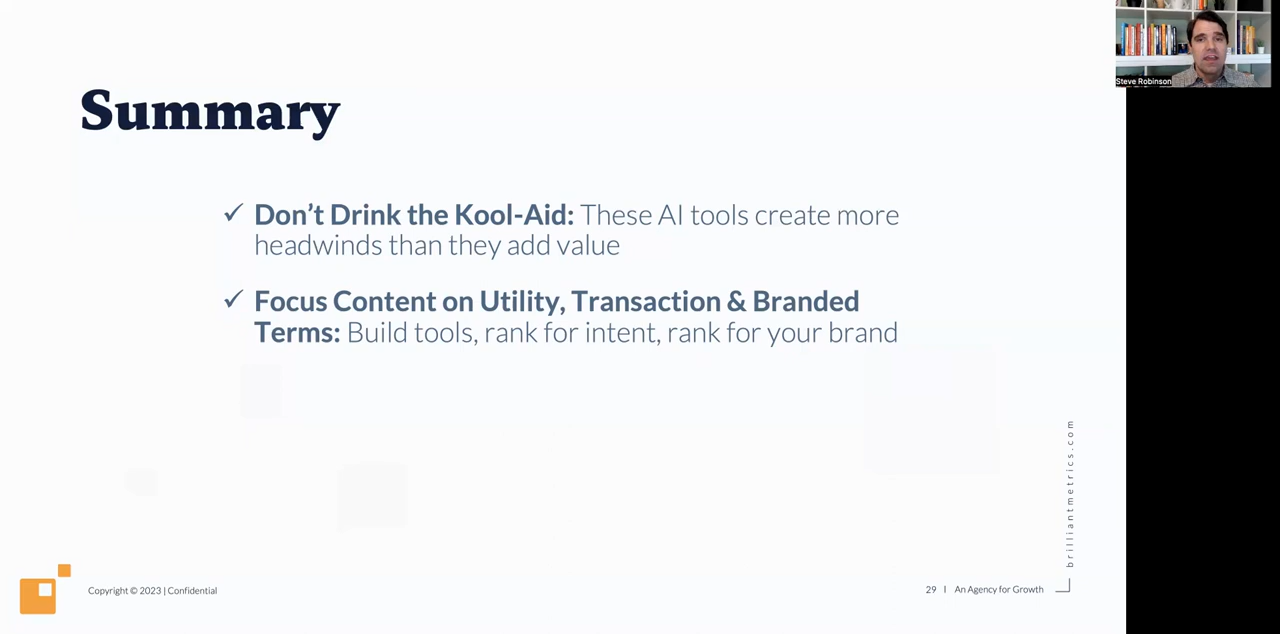 Steve Robinson
Summary
✓ Don’t Drink the Kool-Aid: These AI tools create more
headwinds than they add value
✓ Focus Content on Utility, Transaction & Branded
Terms: Build tools, rank for intent, rank for your brand
brilliantmetrics.com
Copyright © 2023 | Confidential
29 | An Agency for Growth